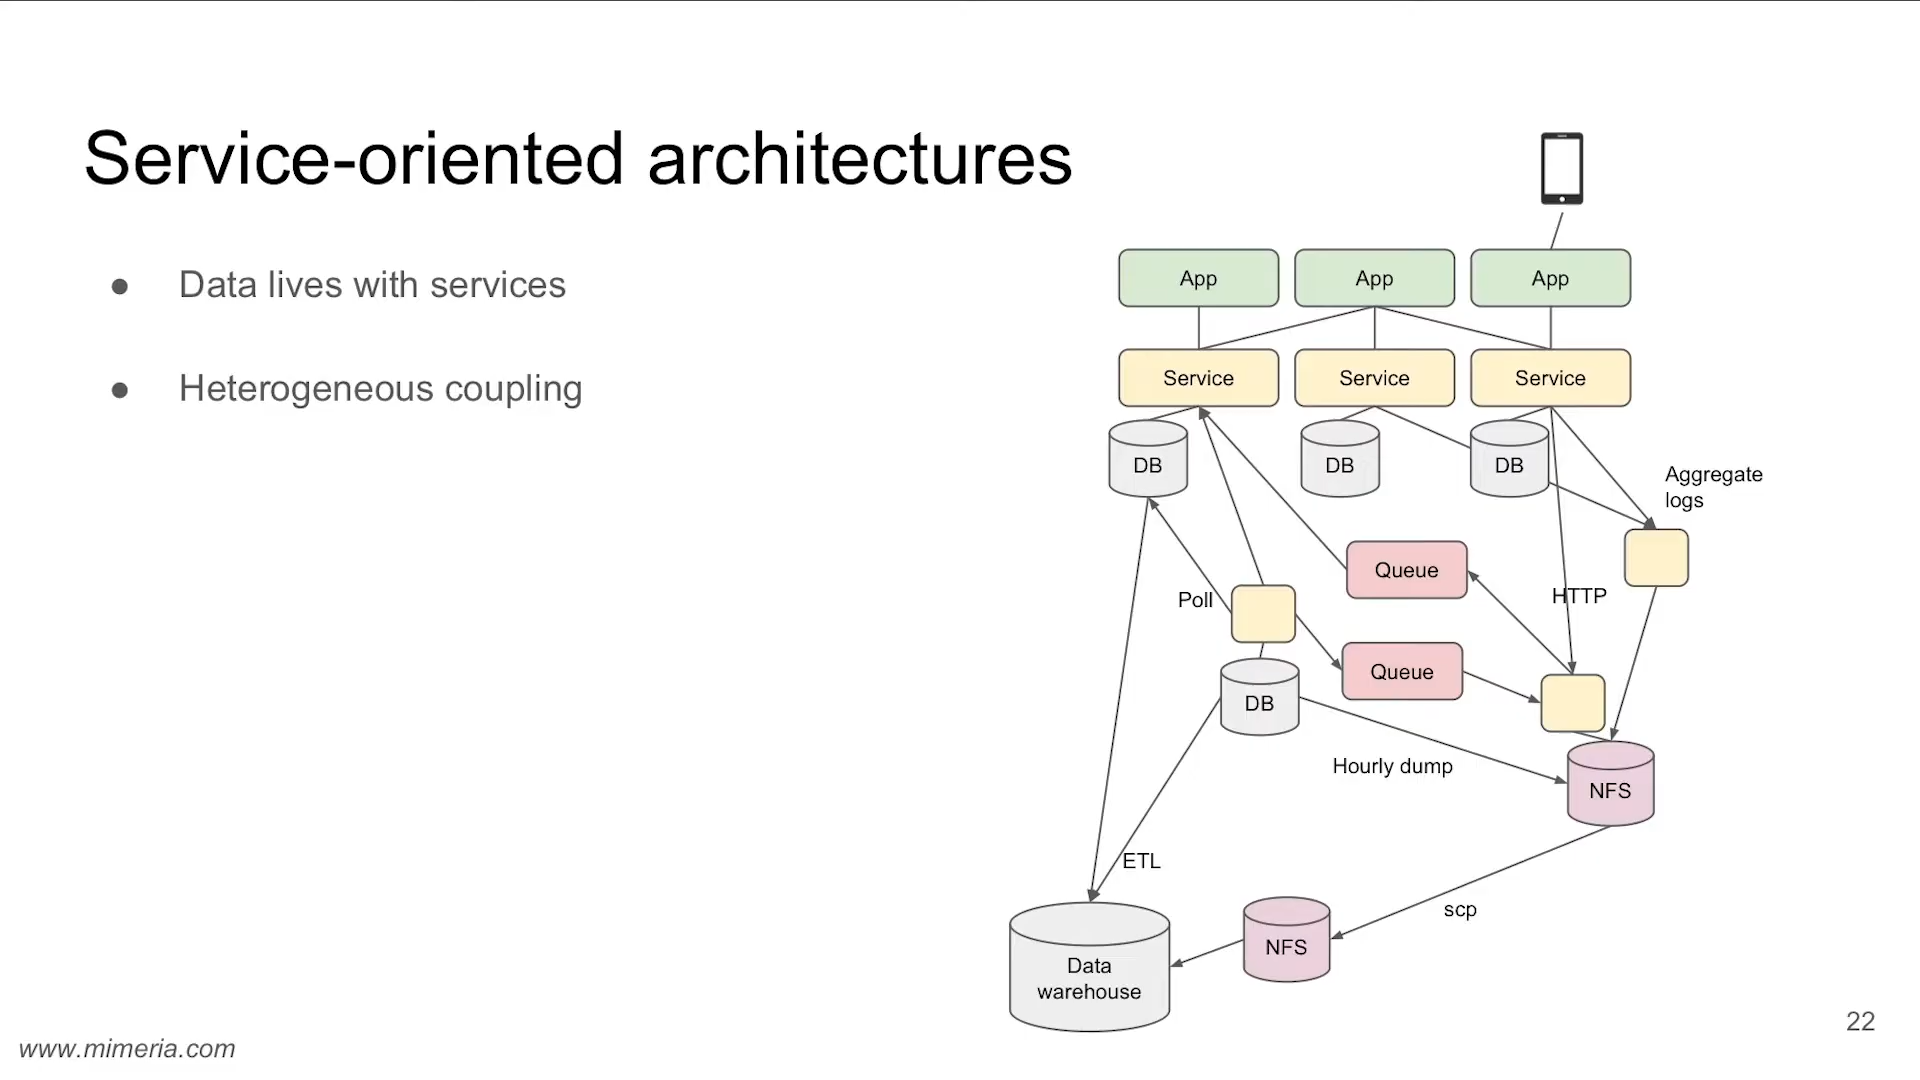 Service-oriented architectures
● Data lives with services
● Heterogeneous coupling
App
App
App
Service
Service
Service
DB
DB
DB
Aggregate
logs
Queue
HTTP
Poll
Queue
DB
Hourly dump
NFS
ETL
scp
NFS
Data
warehouse
22
www.mimeria.com